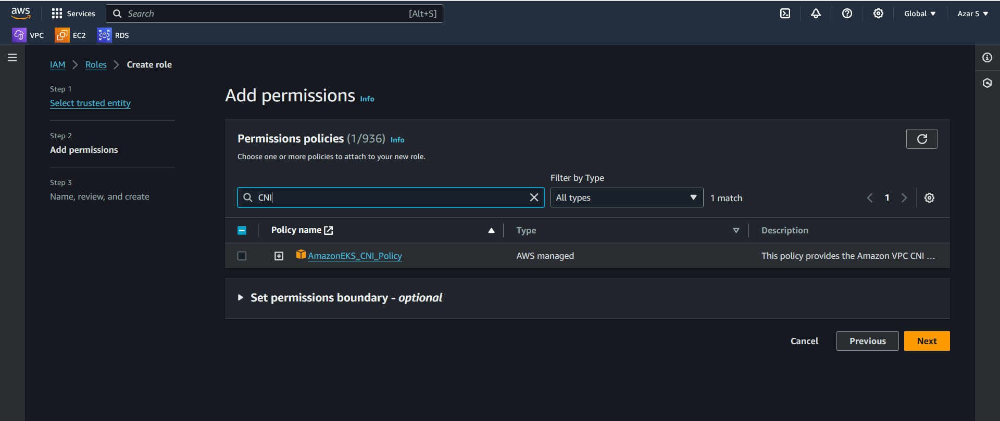 aws
Services
Search
[Alt+S]
Global
Azar S
VPC
EC2
RDS
IAM
Roles
Create role
Step 1
Select trusted entity
Step 2
Add permissions
Step 3
Name, review, and create
Add permissions Info
Permissions policies (1/936) Info
Choose one or more policies to attach to your new role.
Filter by Type
CNI
All types
1 match
1
Policy name
Type
Description
AmazonEKS_CNI_Policy
AWS managed
This policy provides the Amazon VPC CNI ...
Set permissions boundary - optional
Cancel
Previous
Next